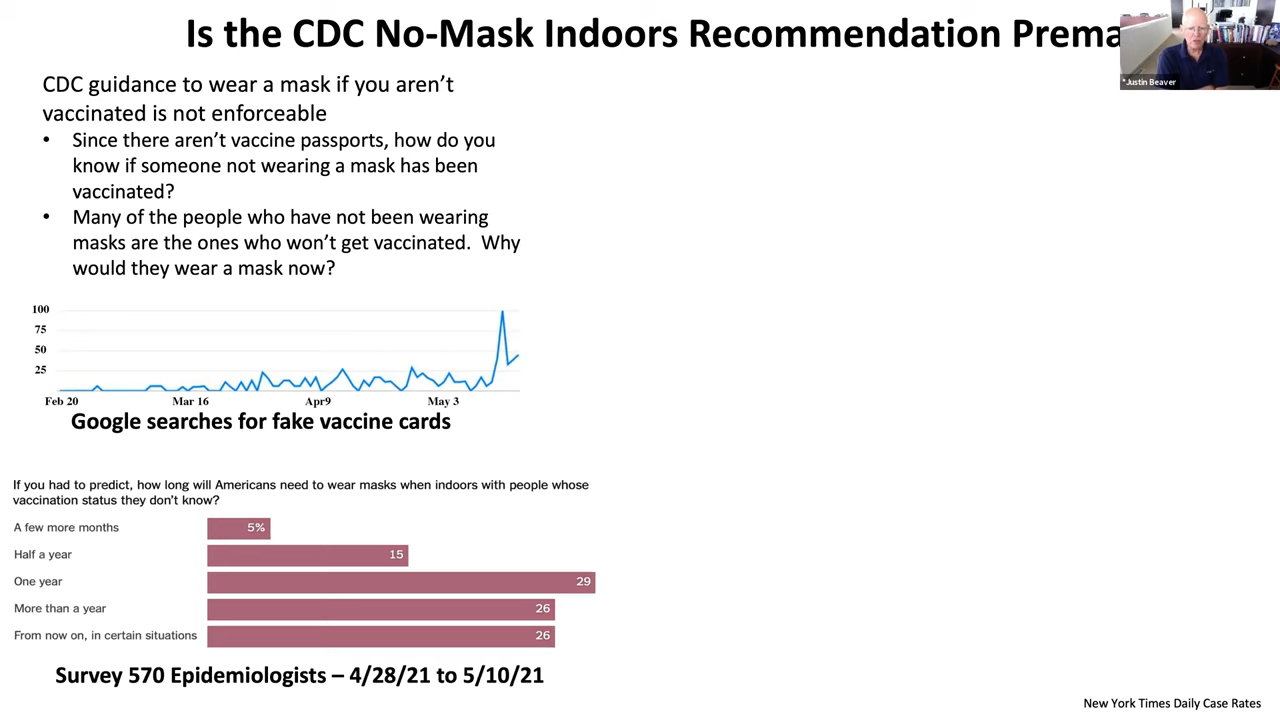 Is the CDC No-Mask Indoors Recommendation Prema
*Justin Beaver
CDC guidance to wear a mask if you aren’t
vaccinated is not enforceable
• Since there aren’t vaccine passports, how do you
know if someone not wearing a mask has been
vaccinated?
• Many of the people who have not been wearing
masks are the ones who won’t get vaccinated.  Why
would they wear a mask now?
100
75
50
25
Feb 20 Mar 16 Apr9 May 3
Google searches for fake vaccine cards
If you had to predict, how long will Americans need to wear masks when indoors with people whose
vaccination status they don’t know?
A few more months 5%
Half a year 15
One year 29
More than a year 26
From now on, in certain situations 26
Survey 570 Epidemiologists – 4/28/21 to 5/10/21
New York Times Daily Case Rates